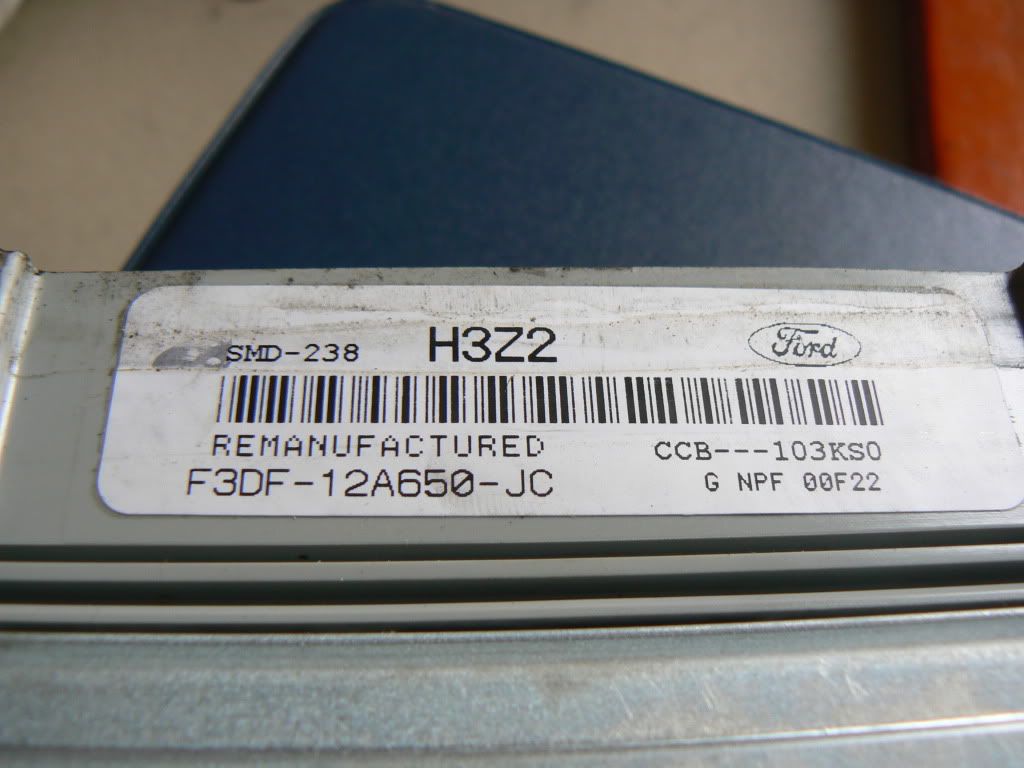 SMD-238 H3Z2 Ford
REMANUFACTURED CCB---103KS0
F3DF-12A650-JC G NPF 00F22